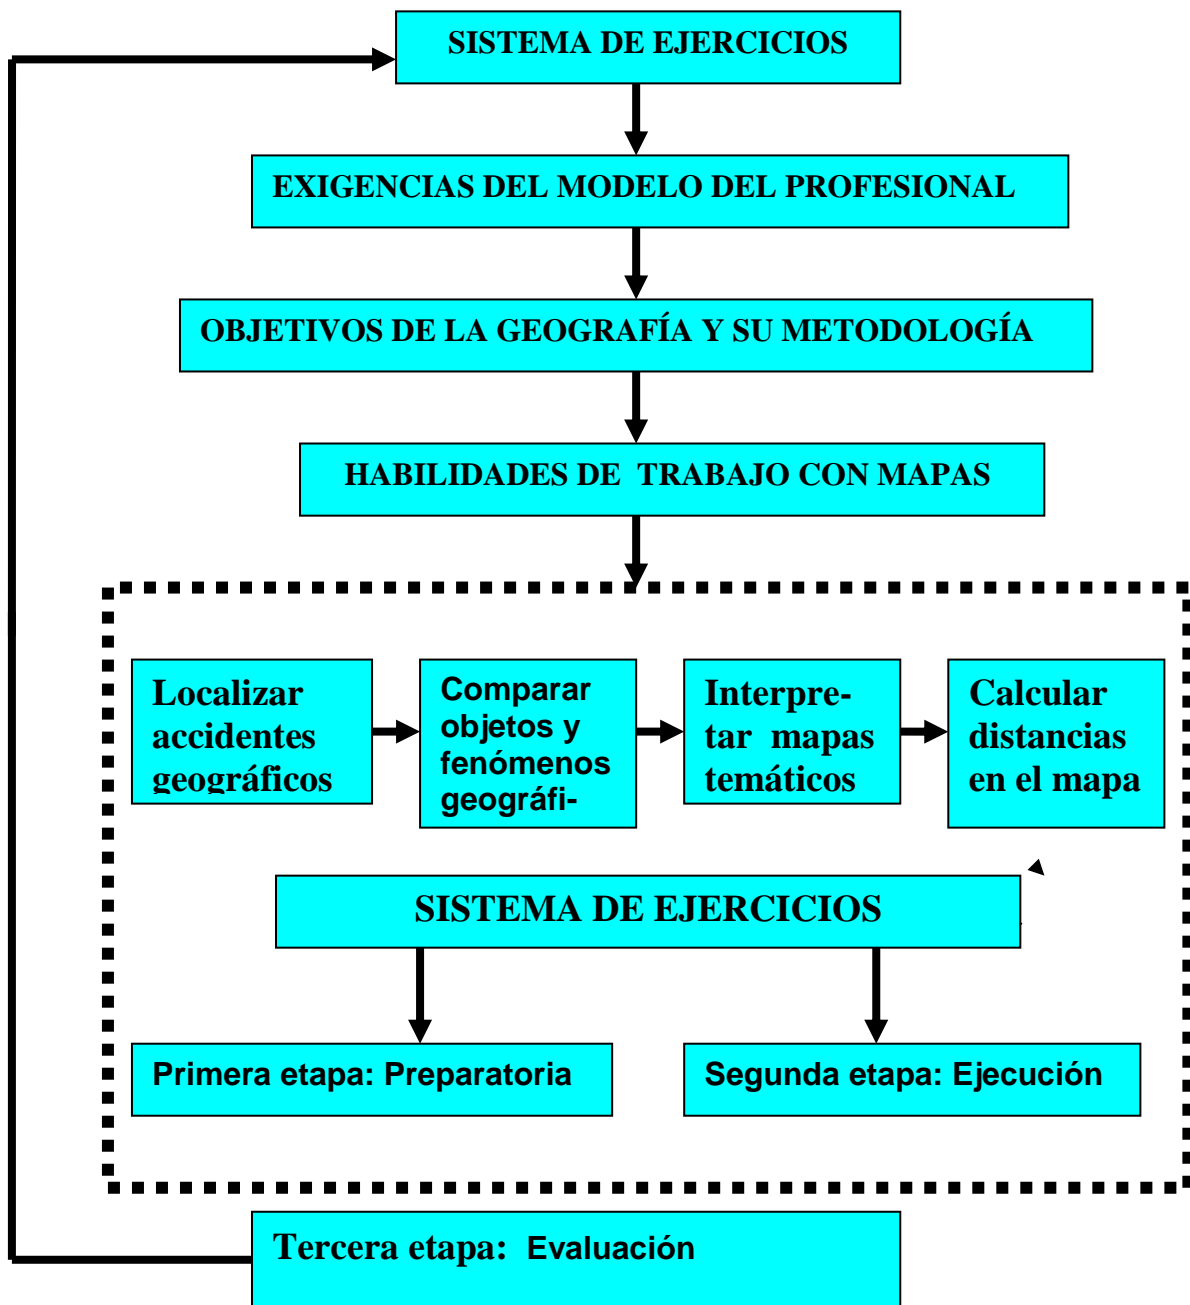 SISTEMA DE EJERCICIOS
EXIGENCIAS DEL MODELO DEL PROFESIONAL
OBJETIVOS DE LA GEOGRAFÍA Y SU METODOLOGÍA
HABILIDADES DE TRABAJO CON MAPAS
Localizar
accidentes
geográficos
Comparar
objetos y
fenómenos
geográfi-
Interpre-
tar mapas
temáticos
Calcular
distancias
en el mapa
SISTEMA DE EJERCICIOS
Primera etapa: Preparatoria
Segunda etapa: Ejecución
Tercera etapa: Evaluación